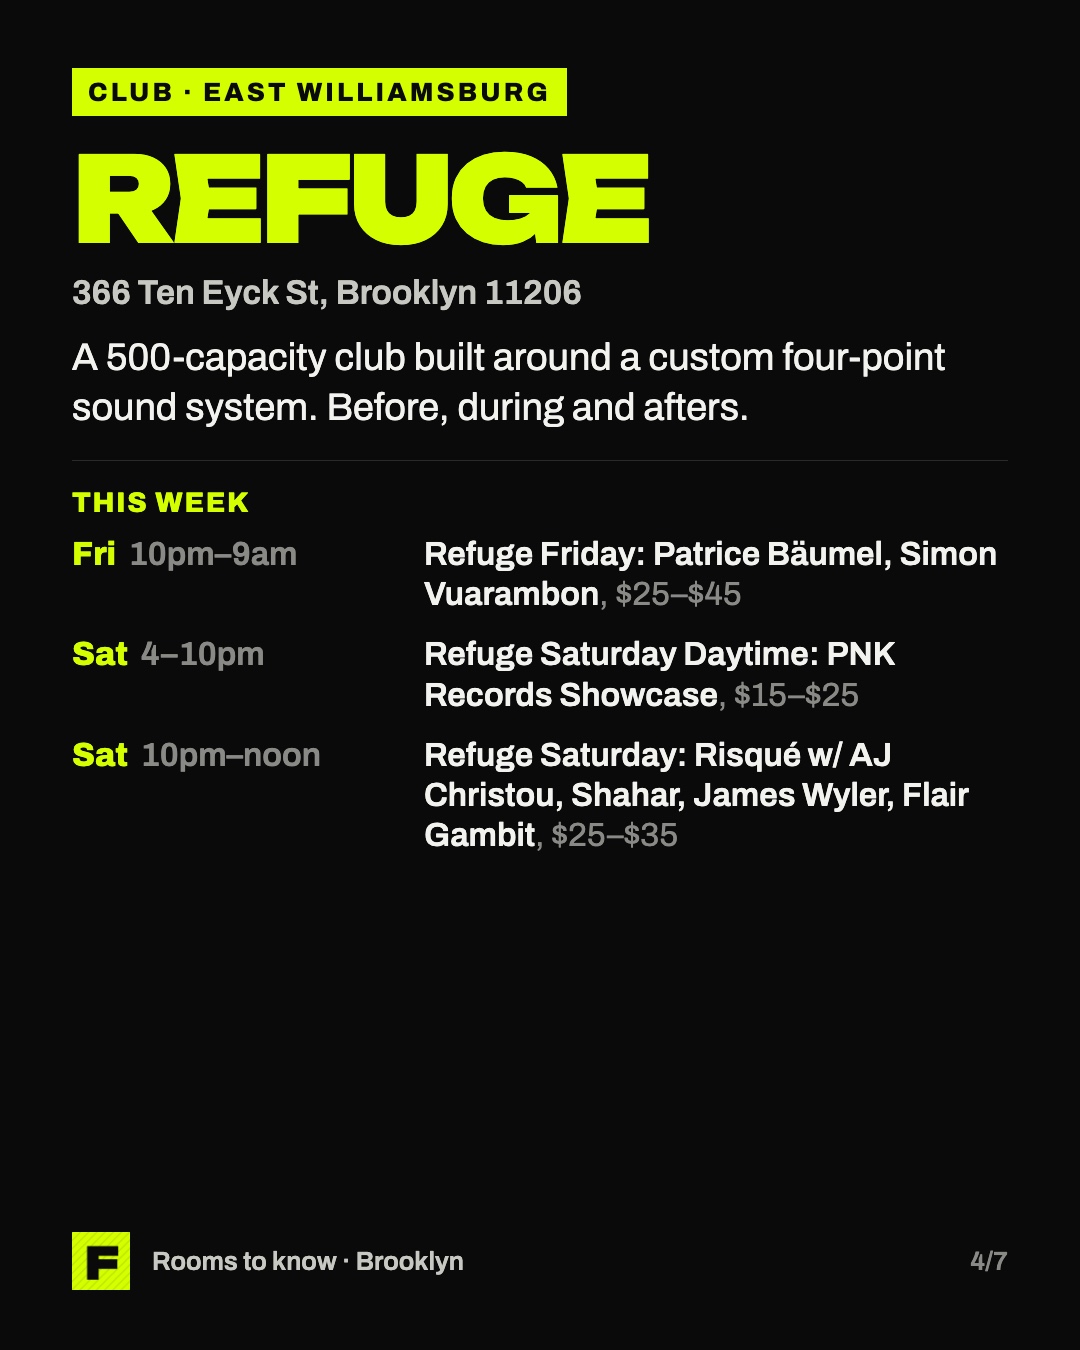 CLUB · EAST WILLIAMSBURG
REFUGE
366 Ten Eyck St, Brooklyn 11206
A 500-capacity club built around a custom four-point
sound system. Before, during and afters.
THIS WEEK
Fri 10pm–9am Refuge Friday: Patrice Bäumel, Simon
Vuarambon, $25–$45
Sat 4–10pm Refuge Saturday Daytime: PNK
Records Showcase, $15–$25
Sat 10pm–noon Refuge Saturday: Risqué w/ AJ
Christou, Shahar, James Wyler, Flair
Gambit, $25–$35
F Rooms to know · Brooklyn 4/7